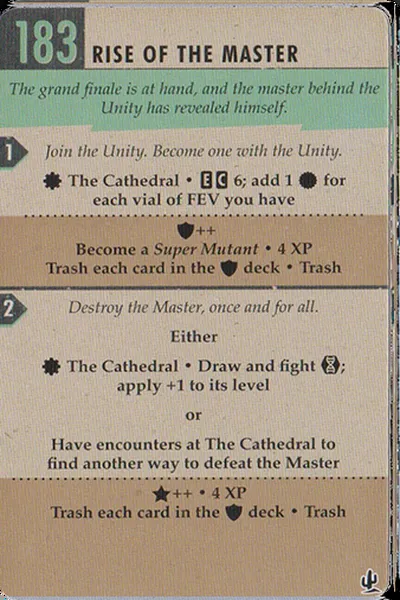 183 RISE OF THE MASTER
The grand finale is at hand, and the master behind the
Unity has revealed himself.
1
Join the Unity. Become one with the Unity.
The Cathedral • E C 6; add 1 for
each vial of FEV you have
++
Become a Super Mutant • 4 XP
Trash each card in the deck • Trash
2
Destroy the Master, once and for all.
Either
The Cathedral • Draw and fight ;
apply +1 to its level
or
Have encounters at The Cathedral to
find another way to defeat the Master
★++ • 4 XP
Trash each card in the deck • Trash